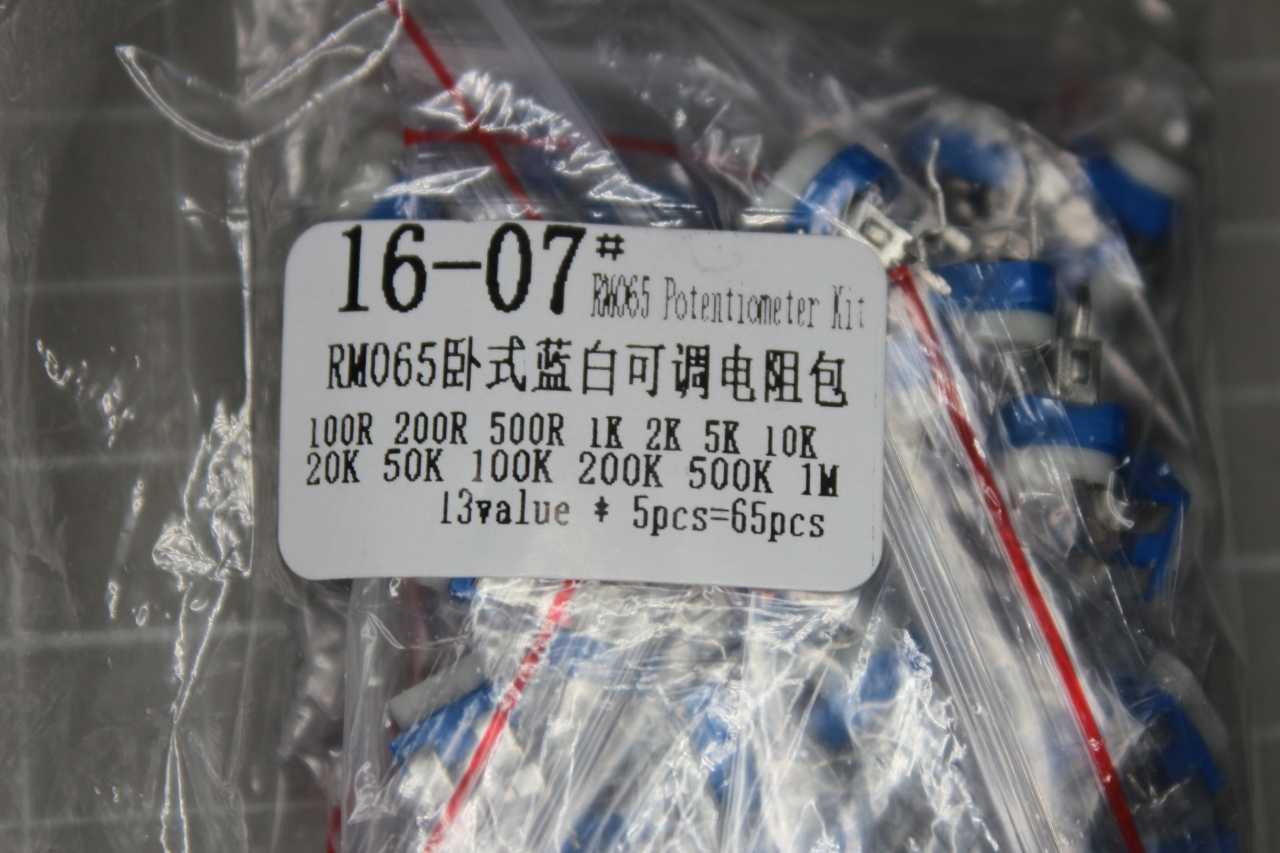 16-07#
RM065 Potentiometer Kit
RM065卧式蓝白可调电阻包
100R 200R 500R 1K 2K 5K 10K
20K 50K 100K 200K 500K 1M
13value * 5pcs=65pcs